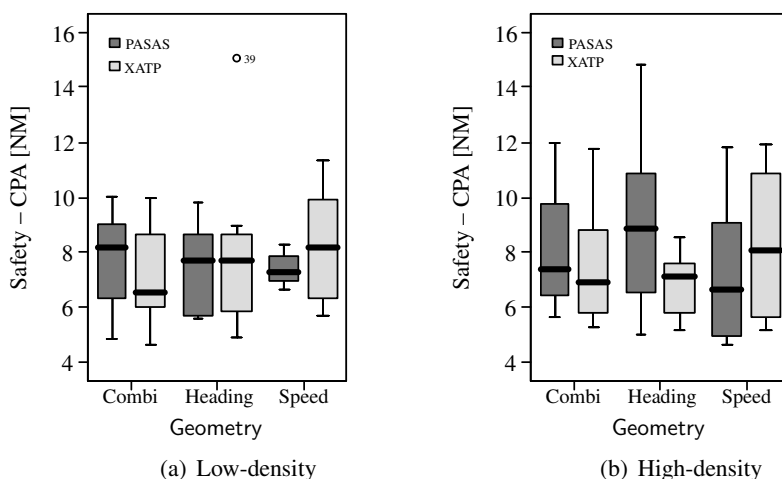 16
14
12
10
8
6
4
Safety – CPA [NM]
PASAS
XATP
39
Combi Heading Speed
Geometry
(a) Low-density
16
14
12
10
8
6
4
Safety – CPA [NM]
PASAS
XATP
Combi Heading Speed
Geometry
(b) High-density